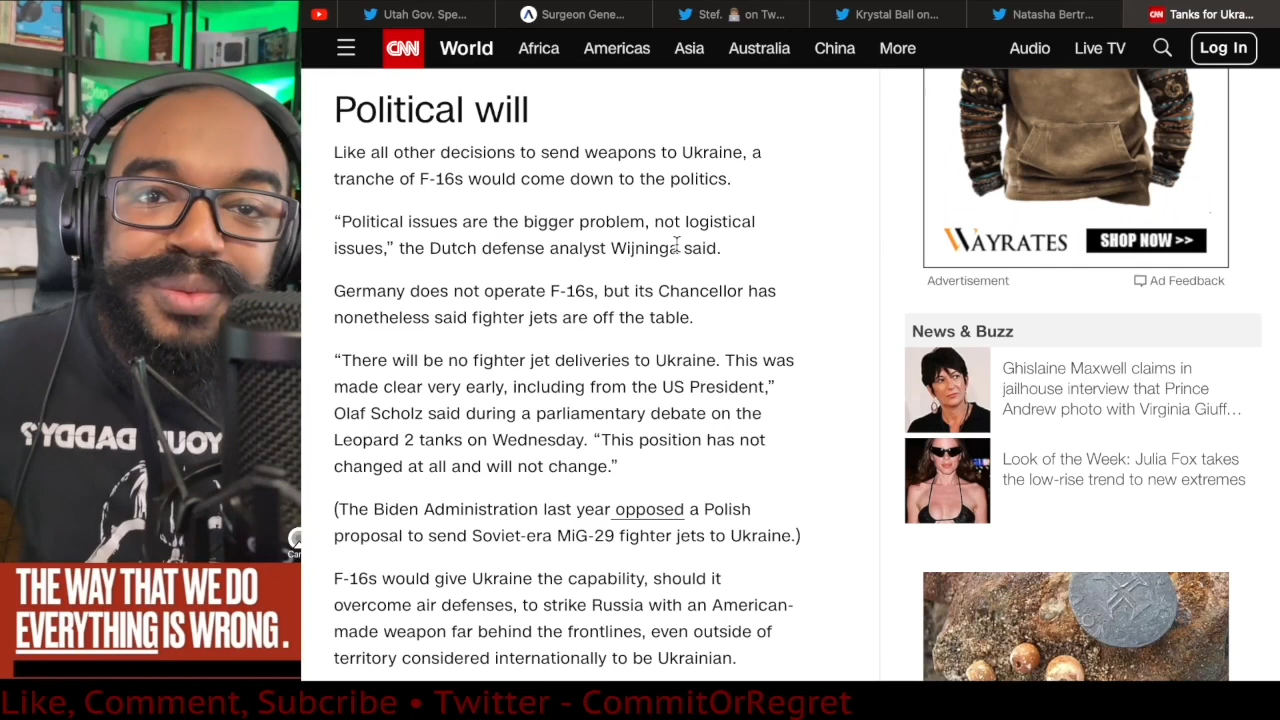 Utah Gov. Spe...
Surgeon Gene...
Stef. on Tw...
Krystal Ball on...
Natasha Bertr...
CNN
Tanks for Ukra...
CNN
World
Africa
Americas
Asia
Australia
China
More
Audio
Live TV
Log In
Political will
Like all other decisions to send weapons to Ukraine, a
tranche of F-16s would come down to the politics.
“Political issues are the bigger problem, not logistical
issues,” the Dutch defense analyst Wijninga said.
Germany does not operate F-16s, but its Chancellor has
nonetheless said fighter jets are off the table.
“There will be no fighter jet deliveries to Ukraine. This was
made clear very early, including from the US President,”
Olaf Scholz said during a parliamentary debate on the
Leopard 2 tanks on Wednesday. “This position has not
changed at all and will not change.”
(The Biden Administration last year opposed a Polish
proposal to send Soviet-era MiG-29 fighter jets to Ukraine.)
F-16s would give Ukraine the capability, should it
overcome air defenses, to strike Russia with an American-
made weapon far behind the frontlines, even outside of
territory considered internationally to be Ukrainian.
WAYRATES
SHOP NOW >>
Advertisement
Ad Feedback
News & Buzz
Ghislaine Maxwell claims in
jailhouse interview that Prince
Andrew photo with Virginia Giuff...
Look of the Week: Julia Fox takes
the low-rise trend to new extremes
YOUR DADDY?
THE WAY THAT WE DO
EVERYTHING IS WRONG.
Like, Comment, Subcribe • Twitter - CommitOrRegret